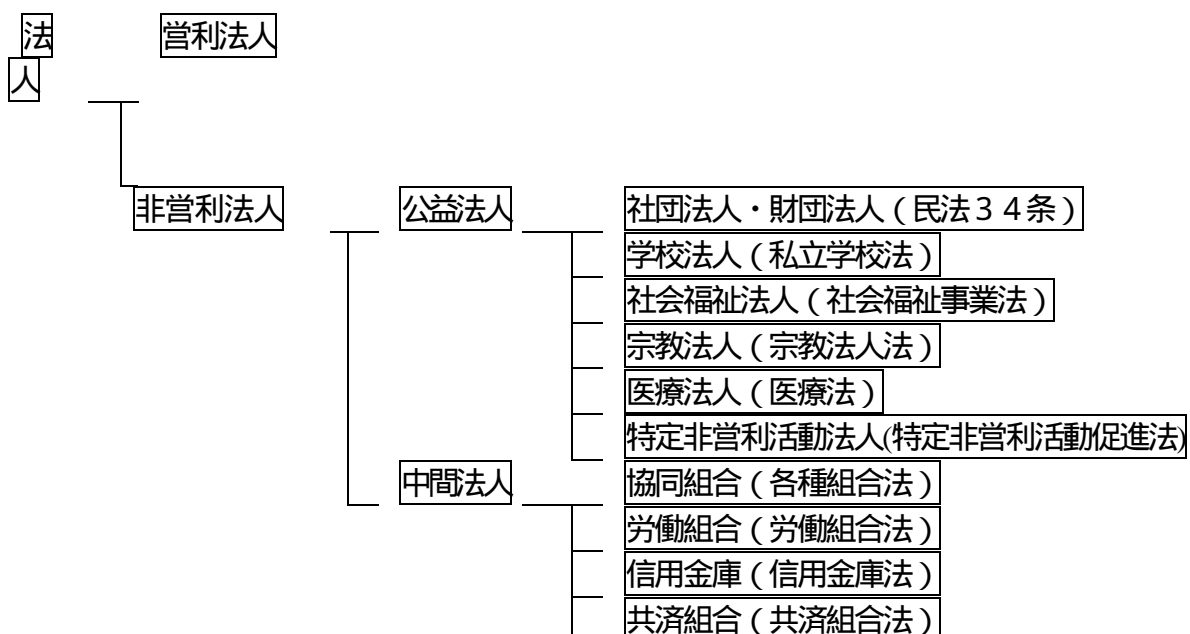 法人 営利法人
非営利法人 公益法人 社団法人・財団法人（民法３４条）
学校法人（私立学校法）
社会福祉法人（社会福祉事業法）
宗教法人（宗教法人法）
医療法人（医療法）
特定非営利活動法人(特定非営利活動促進法)
中間法人 協同組合（各種組合法）
労働組合（労働組合法）
信用金庫（信用金庫法）
共済組合（共済組合法）